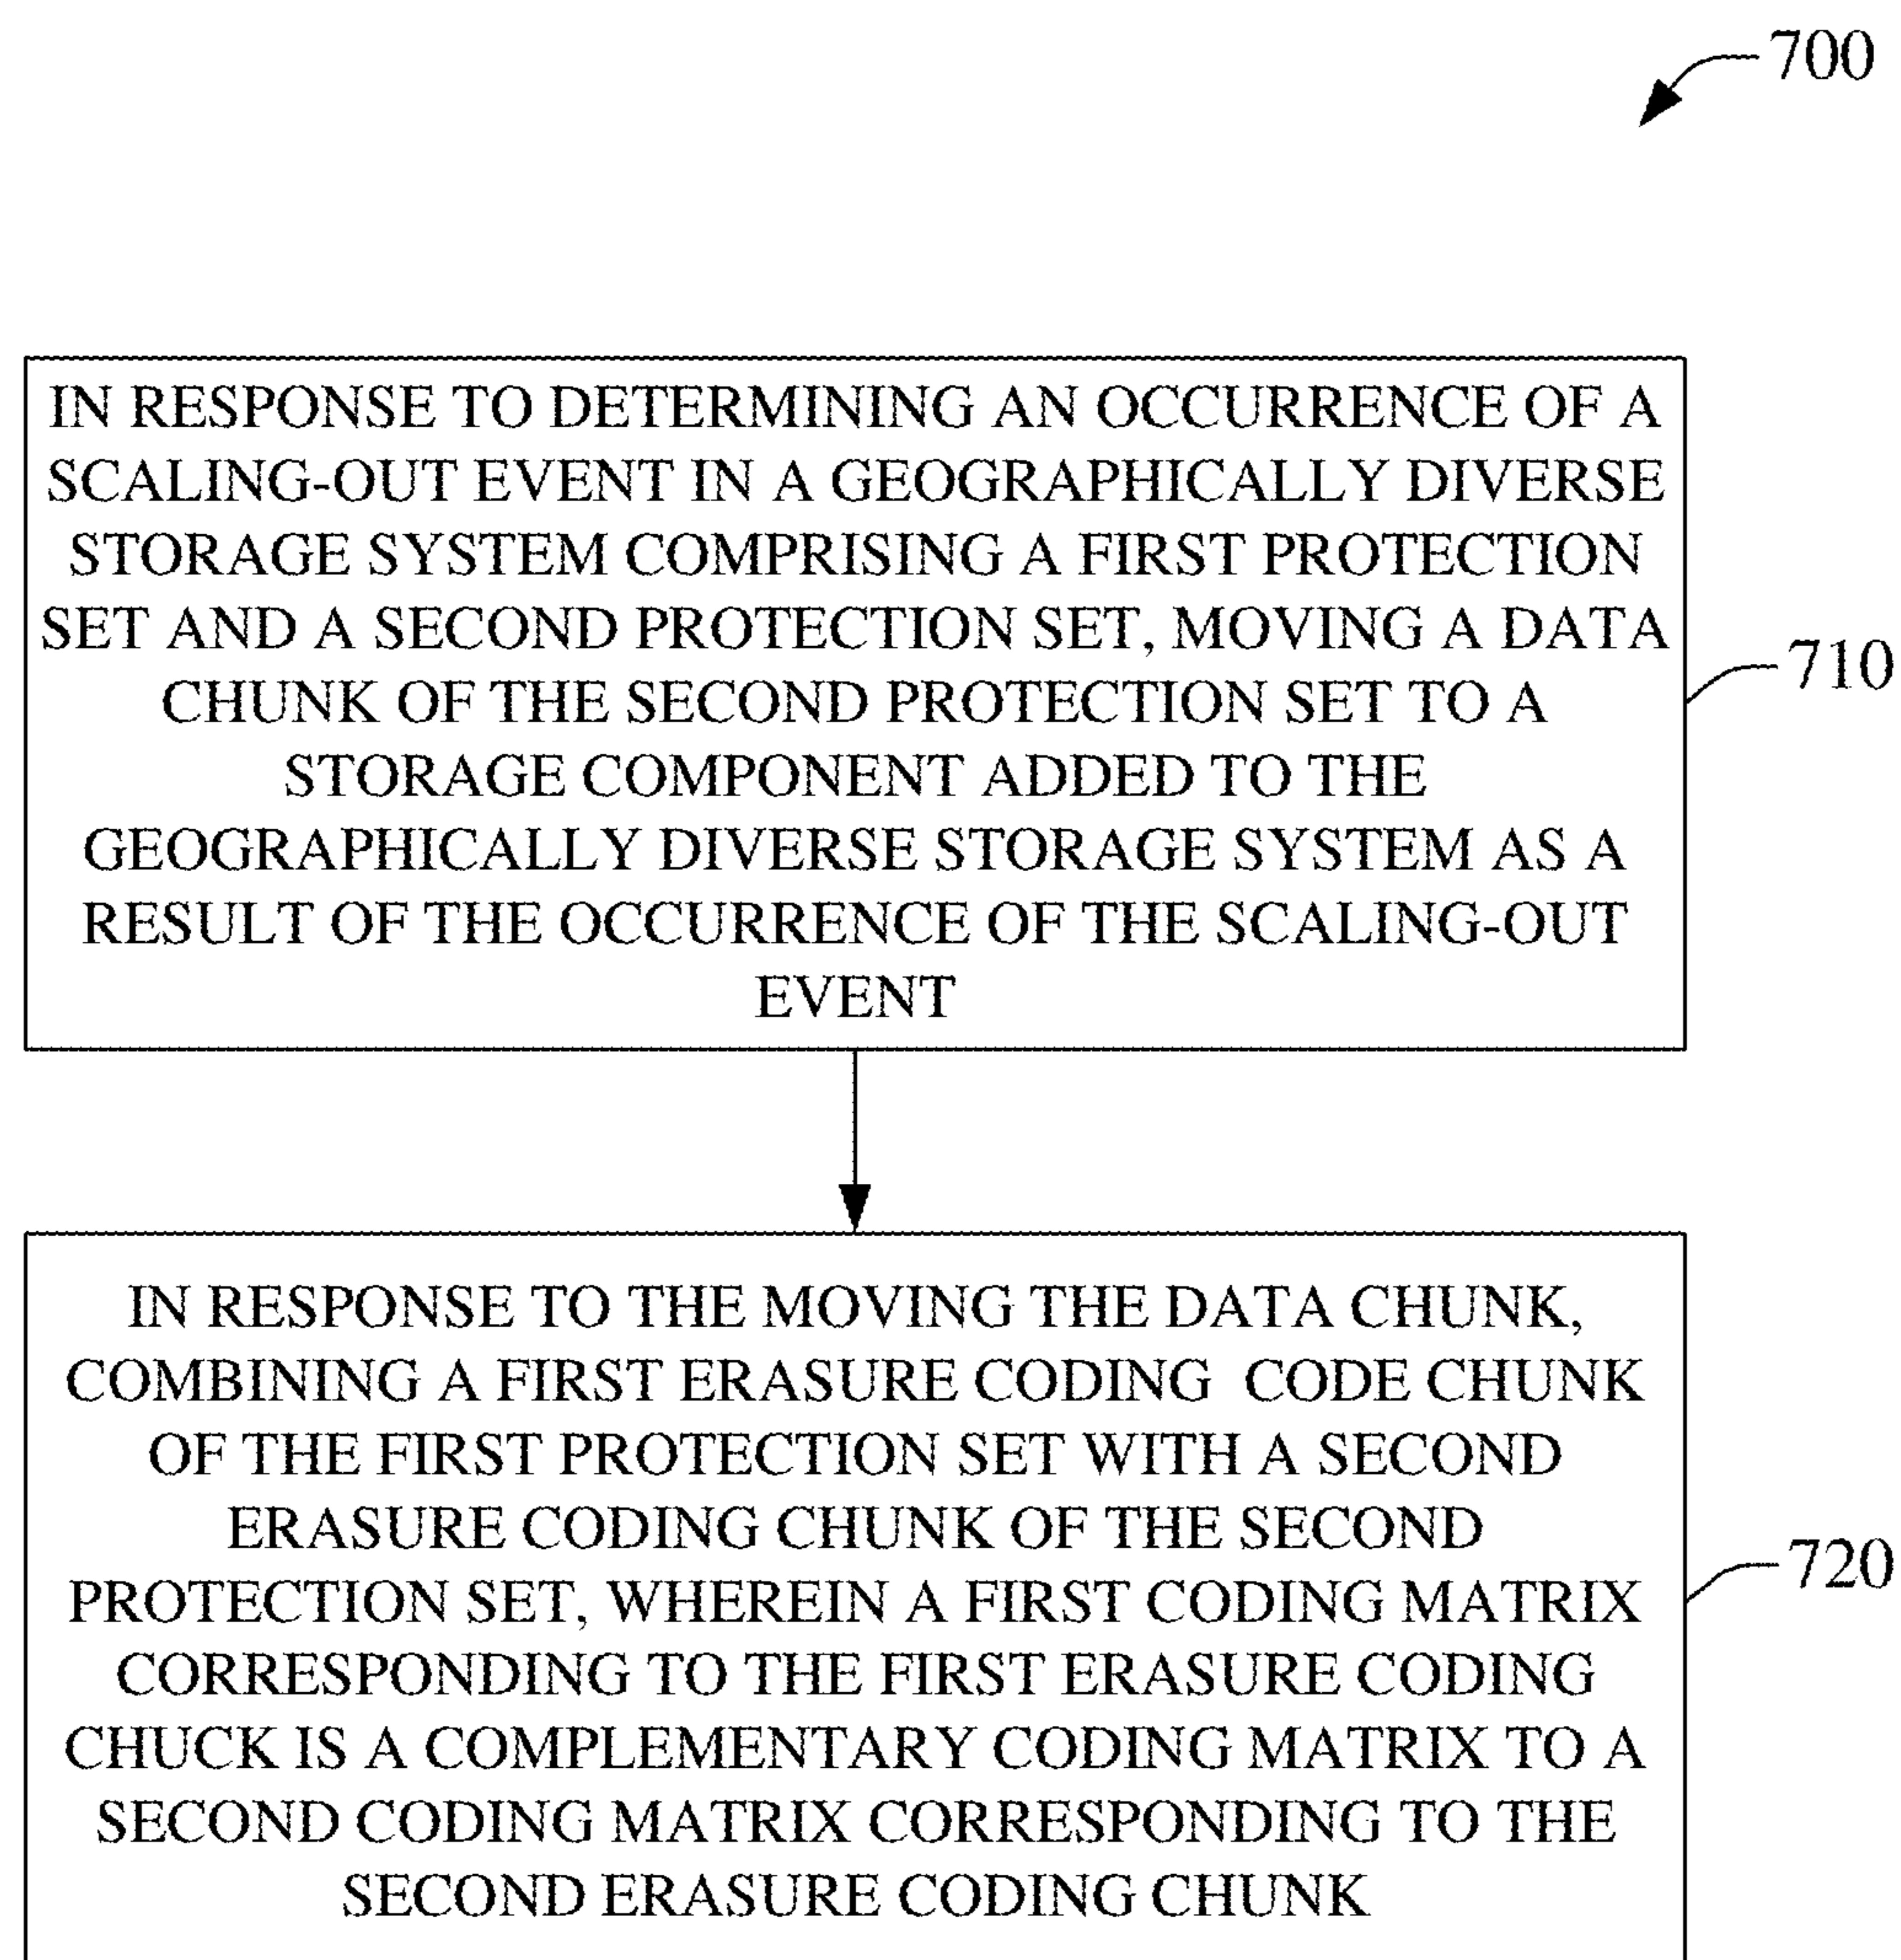 700
IN RESPONSE TO DETERMINING AN OCCURRENCE OF A
SCALING-OUT EVENT IN A GEOGRAPHICALLY DIVERSE
STORAGE SYSTEM COMPRISING A FIRST PROTECTION
SET AND A SECOND PROTECTION SET, MOVING A DATA
CHUNK OF THE SECOND PROTECTION SET TO A
STORAGE COMPONENT ADDED TO THE
GEOGRAPHICALLY DIVERSE STORAGE SYSTEM AS A
RESULT OF THE OCCURRENCE OF THE SCALING-OUT
EVENT
710
IN RESPONSE TO THE MOVING THE DATA CHUNK,
COMBINING A FIRST ERASURE CODING  CODE CHUNK
OF THE FIRST PROTECTION SET WITH A SECOND
ERASURE CODING CHUNK OF THE SECOND
PROTECTION SET, WHEREIN A FIRST CODING MATRIX
CORRESPONDING TO THE FIRST ERASURE CODING
CHUCK IS A COMPLEMENTARY CODING MATRIX TO A
SECOND CODING MATRIX CORRESPONDING TO THE
SECOND ERASURE CODING CHUNK
720